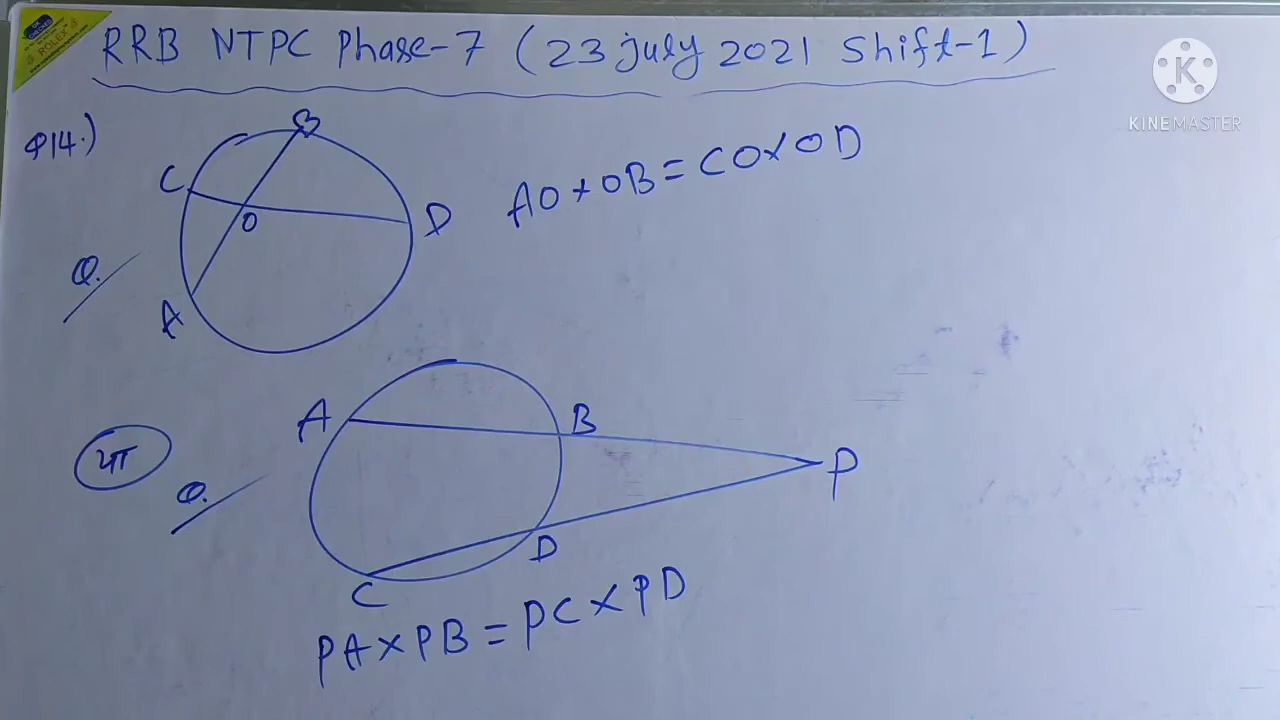 RRB NTPC Phase-7 (23 july 2021 Shift-1)
KINEMASTER
K
ROLEX
Q14.)
B
C
O
D
A
AO×OB=CO×OD
Q.
A
B
P
या
Q.
D
C
PA×PB=PC×PD